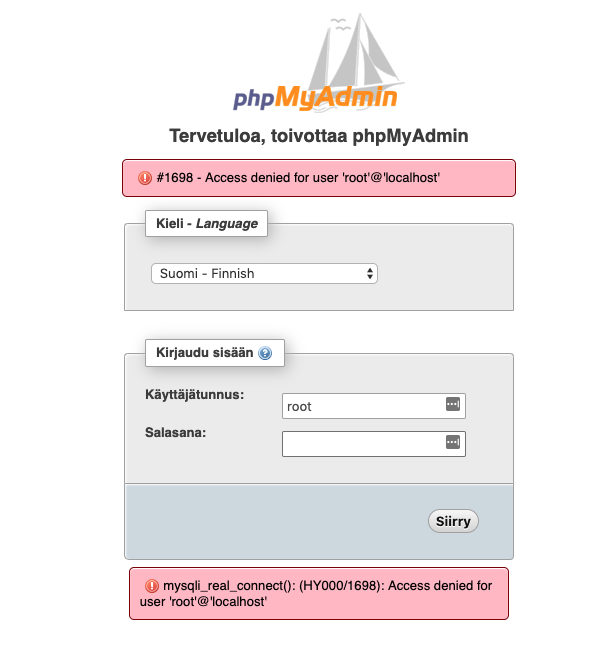 phpMyAdmin
Tervetuloa, toivottaa phpMyAdmin
#1698 - Access denied for user 'root'@'localhost'
Kieli - Language
Suomi - Finnish
Kirjaudu sisään
Käyttäjätunnus:
root
Salasana:
Siirry
mysqli_real_connect(): (HY000/1698): Access denied for
user 'root'@'localhost'